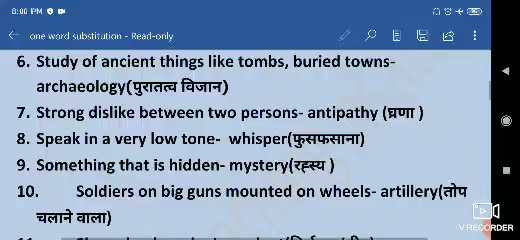 8:00 PM
one word substitution - Read-only
6. Study of ancient things like tombs, buried towns-
archaeology(पुरातत्व विजान)
7. Strong dislike between two persons- antipathy (घ्रणा )
8. Speak in a very low tone- whisper(फुसफसाना)
9. Something that is hidden- mystery(रह्स्य )
10. Soldiers on big guns mounted on wheels- artillery(तोप
चलाने वाला)
V.RECORDER